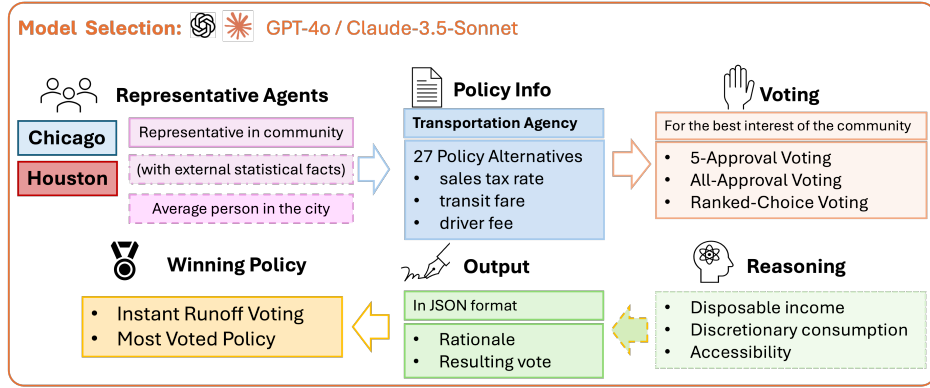 Model Selection: GPT-4o / Claude-3.5-Sonnet
Representative Agents
Chicago
Houston
Representative in community
(with external statistical facts)
Average person in the city
Policy Info
Transportation Agency
27 Policy Alternatives
• sales tax rate
• transit fare
• driver fee
Voting
For the best interest of the community
• 5-Approval Voting
• All-Approval Voting
• Ranked-Choice Voting
Winning Policy
• Instant Runoff Voting
• Most Voted Policy
Output
In JSON format
• Rationale
• Resulting vote
Reasoning
• Disposable income
• Discretionary consumption
• Accessibility